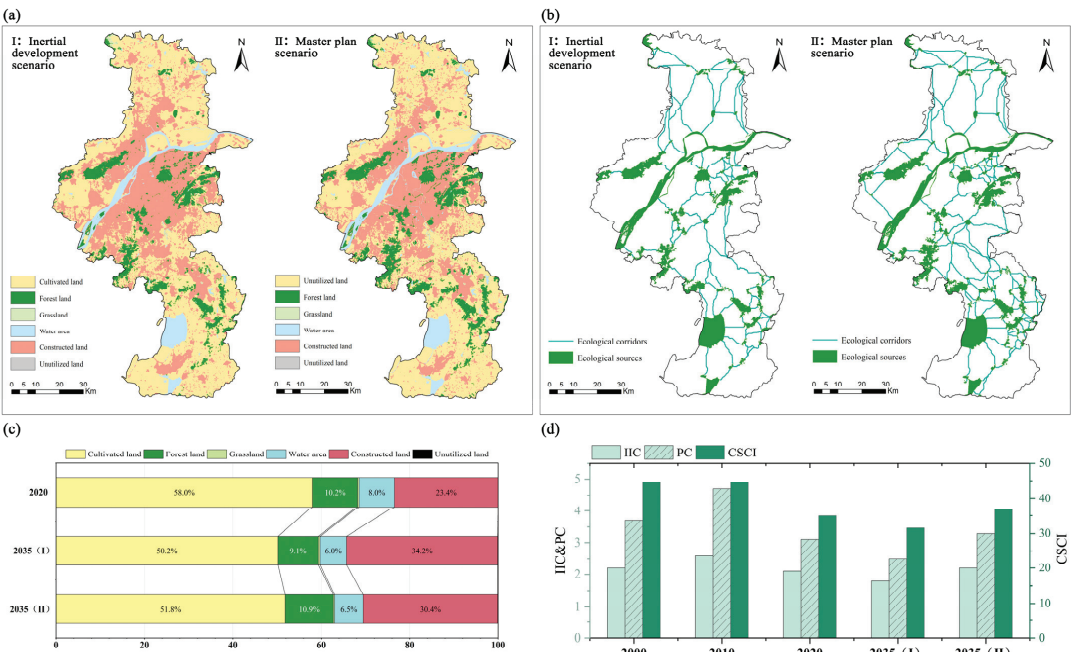 (a)
I：Inertial
development
scenario
II：Master plan
scenario
N
N
Cultivated land
Forest land
Grassland
Water area
Constructed land
Unutilized land
Unutilized land
Forest land
Grassland
Water area
Constructed land
Unutilized land
0 5 10 20 30 Km
0 5 10 20 30 Km
(b)
I：Inertial
development
scenario
II：Master plan
scenario
N
N
Ecological corridors
Ecological sources
Ecological corridors
Ecological sources
0 5 10 20 30 Km
0 5 10 20 30 Km
(c)
Cultivated land Forest land Grassland Water area Constructed land Unutilized land
2020 58.0% 10.2% 8.0% 23.4%
2035（I） 50.2% 9.1% 6.0% 34.2%
2035（II） 51.8% 10.9% 6.5% 30.4%
0 20 40 60 80 100
(d)
IIC PC CSCI
IIC&PC
5
4
3
2
1
0
50
40
30
20
10
0
CSCI
2000 2010 2020 2035（I） 2035（II）